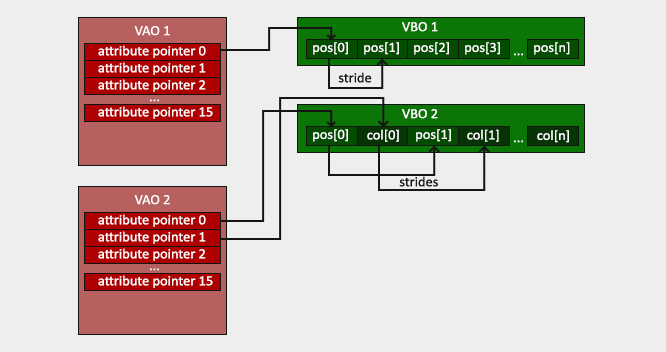 VAO 1
attribute pointer 0
attribute pointer 1
attribute pointer 2
...
attribute pointer 15
VBO 1
pos[0] pos[1] pos[2] pos[3] ... pos[n]
stride
VBO 2
pos[0] col[0] pos[1] col[1] ... col[n]
strides
VAO 2
attribute pointer 0
attribute pointer 1
attribute pointer 2
...
attribute pointer 15